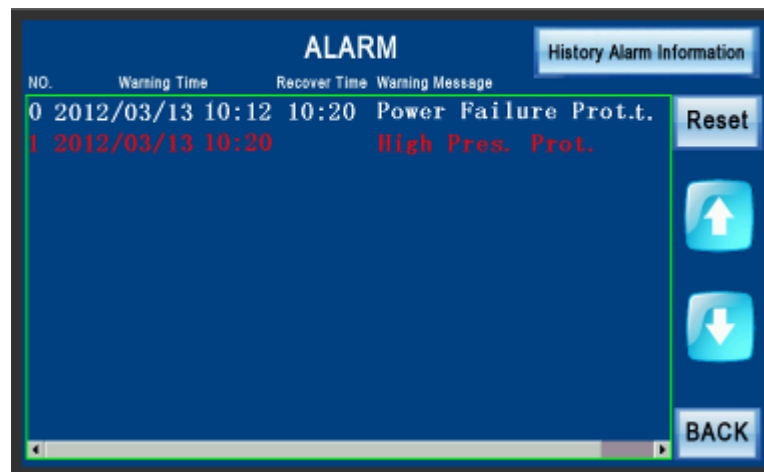 ALARM
History Alarm Information
NO. Warning Time Recover Time Warning Message
0 2012/03/13 10:12 10:20 Power Failure Prot.t.
1 2012/03/13 10:20 High Pres. Prot.
Reset
BACK